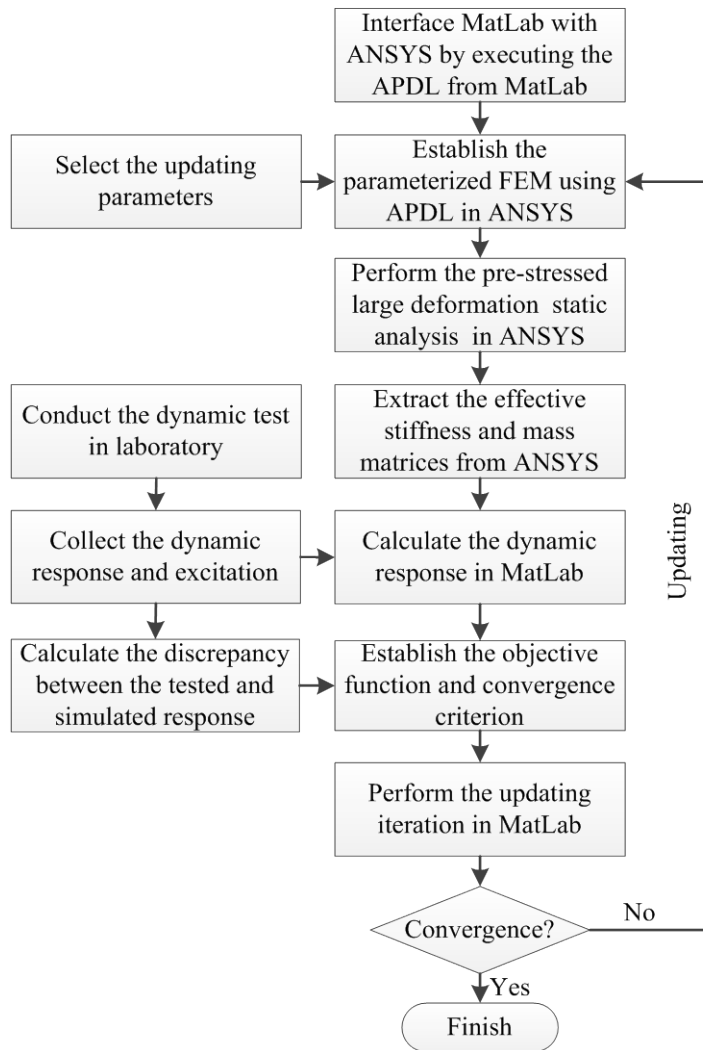 Interface MatLab with
ANSYS by executing the
APDL from MatLab
Select the updating
parameters
Establish the
parameterized FEM using
APDL in ANSYS
Perform the pre-stressed
large deformation static
analysis in ANSYS
Conduct the dynamic test
in laboratory
Extract the effective
stiffness and mass
matrices from ANSYS
Collect the dynamic
response and excitation
Calculate the dynamic
response in MatLab
Updating
Calculate the discrepancy
between the tested and
simulated response
Establish the objective
function and convergence
criterion
Perform the updating
iteration in MatLab
Convergence?
No
Yes
Finish